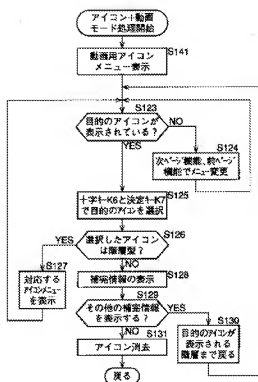 アイコン+動画
モード処理開始
S141
動画用アイコン
メニュー表示
S123
目的のアイコンが
表示されている?
NO
YES
S124
次ページ機能、前ページ
機能でメニュー変更
S125
十字キーK6と決定キーK7
で目的のアイコンを選択
S126
選択したアイコン
は階層型?
YES
NO
S127
対応する
アイコンメニュー
を表示
S128
補完情報の表示
S129
その他の補完情報を
表示する?
YES
NO
S130
目的のアイコンが
表示される
階層まで戻る
S131
アイコン消去
戻る